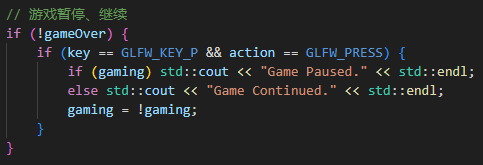 // 游戏暂停、继续
if (!gameOver) {
    if (key == GLFW_KEY_P && action == GLFW_PRESS) {
        if (gaming) std::cout << "Game Paused." << std::endl;
        else std::cout << "Game Continued." << std::endl;
        gaming = !gaming;
    }
}